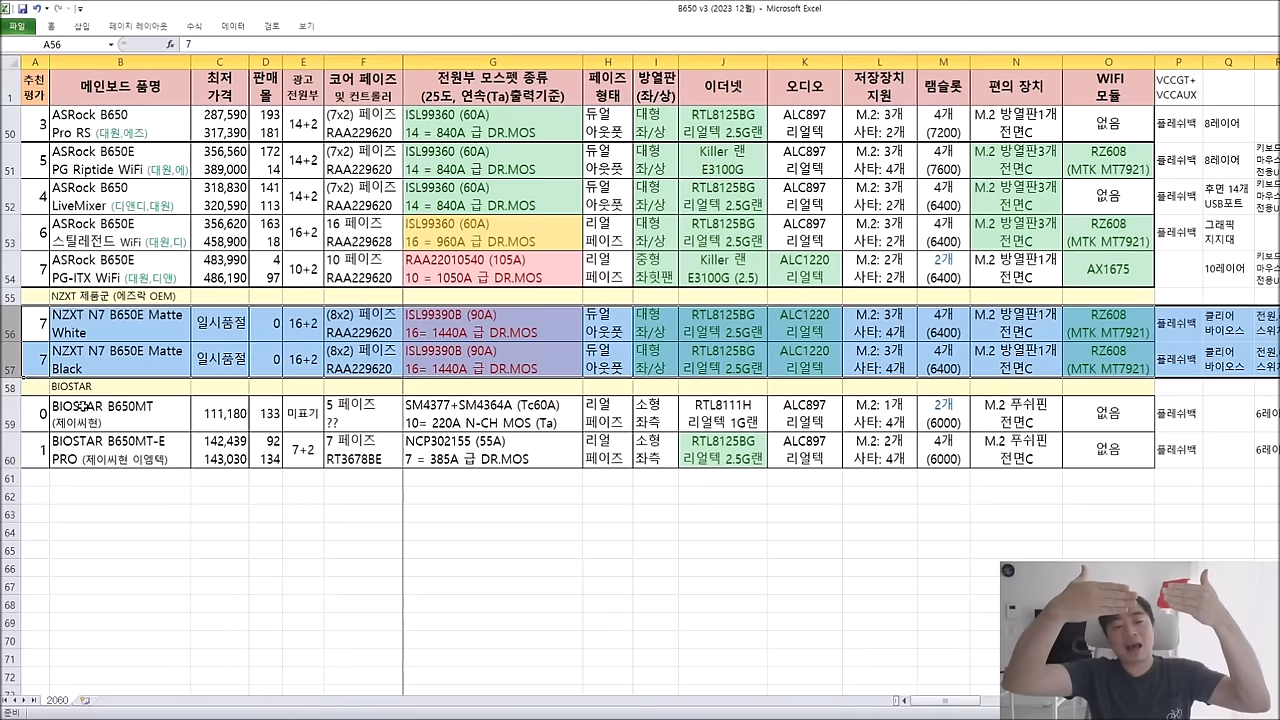 B650 v3 (2023 12월) - Microsoft Excel
파일 홈 삽입 페이지 레이아웃 수식 데이터 검토 보기
A56 fx 7
A B C D E F G H I J K L M N O P Q R
1 추천 평가 메인보드 품명 최저 가격 판매 몰 광고 전원부 코어 페이즈 및 컨트롤러 전원부 모스펫 종류 (25도, 연속(Ta)출력기준) 페이즈 형태 방열판 (좌/상) 이더넷 오디오 저장장치 지원 램슬롯 편의 장치 WIFI 모듈 VCCGT+ VCCAUX
50 3 ASRock B650 287,590 193 14+2 (7x2) 페이즈 ISL99360 (60A) 듀얼 대형 RTL8125BG ALC897 M.2: 3개 4개 M.2 방열판1개 없음 플래쉬백 8레이어
Pro RS (대원,에즈) 317,390 181 RAA229620 14 = 840A 급 DR.MOS 아웃풋 좌/상 리얼텍 2.5G랜 리얼텍 사타: 4개 (7200) 전면C
51 5 ASRock B650E 356,560 172 14+2 (7x2) 페이즈 ISL99360 (60A) 듀얼 대형 Killer 랜 ALC897 M.2: 3개 4개 M.2 방열판3개 RZ608 플래쉬백 8레이어 키보드
PG Riptide WiFi (대원,에) 389,000 14 RAA229620 14 = 840A 급 DR.MOS 아웃풋 좌/상 E3100G 리얼텍 사타: 4개 (7600) 전면C (MTK MT7921) 마우스 전용U
52 4 ASRock B650 318,830 141 14+2 (7x2) 페이즈 ISL99360 (60A) 듀얼 대형 RTL8125BG ALC897 M.2: 3개 4개 M.2 방열판3개 없음 플래쉬백 후면 14개 키보드
LiveMixer (디앤디,대원) 320,590 113 RAA229620 14 = 840A 급 DR.MOS 아웃풋 좌/상 리얼텍 2.5G랜 리얼텍 사타: 2개 (6400) 전면C USB포트 마우스 전용U
53 6 ASRock B650E 356,620 163 16+2 16 페이즈 ISL99360 (60A) 리얼 대형 RTL8125BG ALC897 M.2: 3개 4개 M.2 방열판3개 RZ608 플래쉬백 그래픽
스틸레전드 WiFi (대원,디) 458,900 18 RAA229628 16 = 960A 급 DR.MOS 페이즈 좌/상 리얼텍 2.5G랜 리얼텍 사타: 2개 (6400) 전면C (MTK MT7921) 지지대
54 7 ASRock B650E 483,990 4 10+2 10 페이즈 RAA22010540 (105A) 리얼 중형 Killer 랜 ALC1220 M.2: 2개 2개 M.2 방열판1개 AX1675 플래쉬백 10레이어 키보드
PG-ITX WiFi (대원,디앤) 486,190 97 RAA229620 10 = 1050A 급 DR.MOS 페이즈 좌힛팬 E3100G (2.5) 리얼텍 사타: 2개 (6400) 전면C 마우스 전용U
55 NZXT 제품군 (에즈락 OEM)
56 7 NZXT N7 B650E Matte 일시품절 0 16+2 (8x2) 페이즈 ISL99390B (90A) 듀얼 대형 RTL8125BG ALC1220 M.2: 3개 4개 M.2 방열판1개 RZ608 플래쉬백 클리어 전원,
White RAA229620 16= 1440A 급 DR.MOS 아웃풋 좌/상 리얼텍 2.5G랜 리얼텍 사타: 4개 (6400) 전면C (MTK MT7921) 바이오스 스위치
57 7 NZXT N7 B650E Matte 일시품절 0 16+2 (8x2) 페이즈 ISL99390B (90A) 듀얼 대형 RTL8125BG ALC1220 M.2: 3개 4개 M.2 방열판1개 RZ608 플래쉬백 클리어 전원,
Black RAA229620 16= 1440A 급 DR.MOS 아웃풋 좌/상 리얼텍 2.5G랜 리얼텍 사타: 4개 (6400) 전면C (MTK MT7921) 바이오스 스위치
58 BIOSTAR
59 0 BIOSTAR B650MT 111,180 133 미표기 5 페이즈 SM4377+SM4364A (Tc60A) 리얼 소형 RTL8111H ALC897 M.2: 1개 2개 M.2 푸쉬핀 없음 플래쉬백
(제이씨현) ?? 10= 220A N-CH MOS (Ta) 페이즈 좌측 리얼텍 1G랜 리얼텍 사타: 4개 (6000) 전면C 6레이
60 1 BIOSTAR B650MT-E 142,439 92 7+2 7 페이즈 NCP302155 (55A) 리얼 소형 RTL8125BG ALC897 M.2: 2개 4개 M.2 푸쉬핀 없음 플래쉬백
PRO (제이씨현 이엠텍) 143,030 134 RT3678BE 7 = 385A 급 DR.MOS 페이즈 좌측 리얼텍 2.5G랜 리얼텍 사타: 4개 (6000) 전면C 6레이
61
62
63
64
65
66
67
68
69
70
71
72
2060
준비